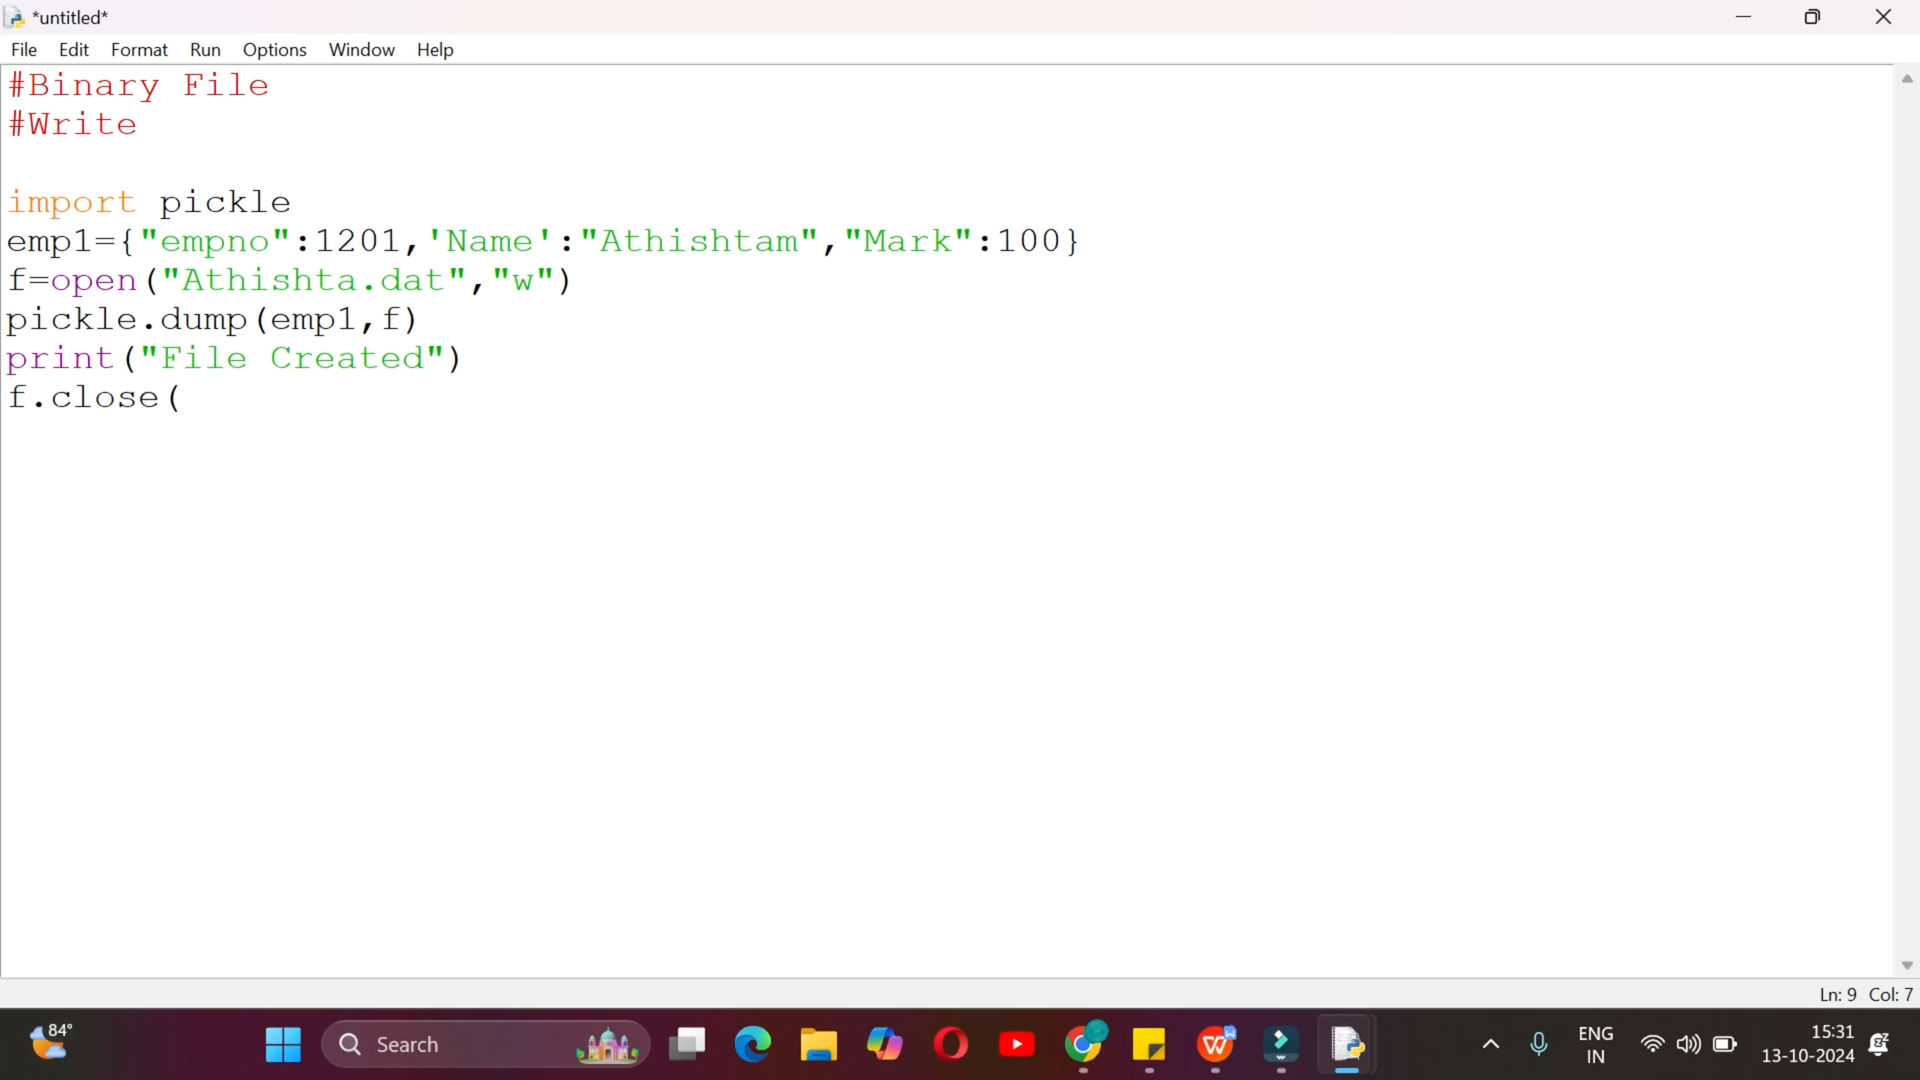 *untitled*
File Edit Format Run Options Window Help
#Binary File
#Write
import pickle
emp1={"empno":1201,'Name':"Athishtam","Mark":100}
f=open("Athishta.dat","w")
pickle.dump(emp1,f)
print("File Created")
f.close(
Ln: 9 Col: 7
84°
Search
ENG
IN
15:31
13-10-2024